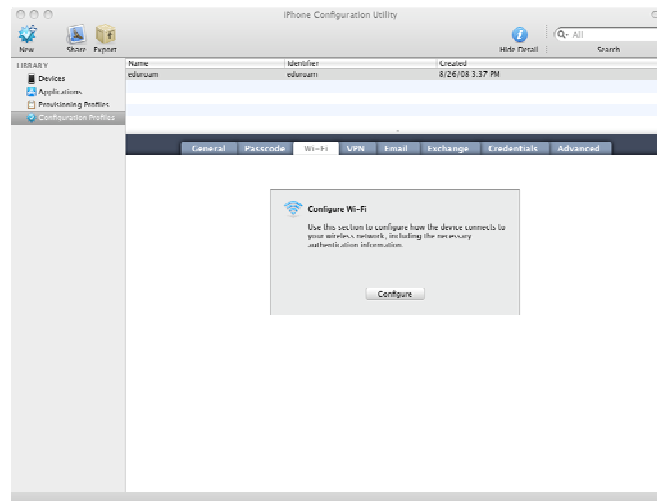 iPhone Configuration Utility
New Share Export Hide Detail Search
All
LIBRARY
Devices
Applications
Provisioning Profiles
Configuration Profiles
Name Identifier Created
eduroam eduroam 8/26/08 3:37 PM
General Passcode Wi-Fi VPN Email Exchange Credentials Advanced
Configure Wi-Fi
Use this section to configure how the device connects to
your wireless network, including the necessary
authentication information.
Configure